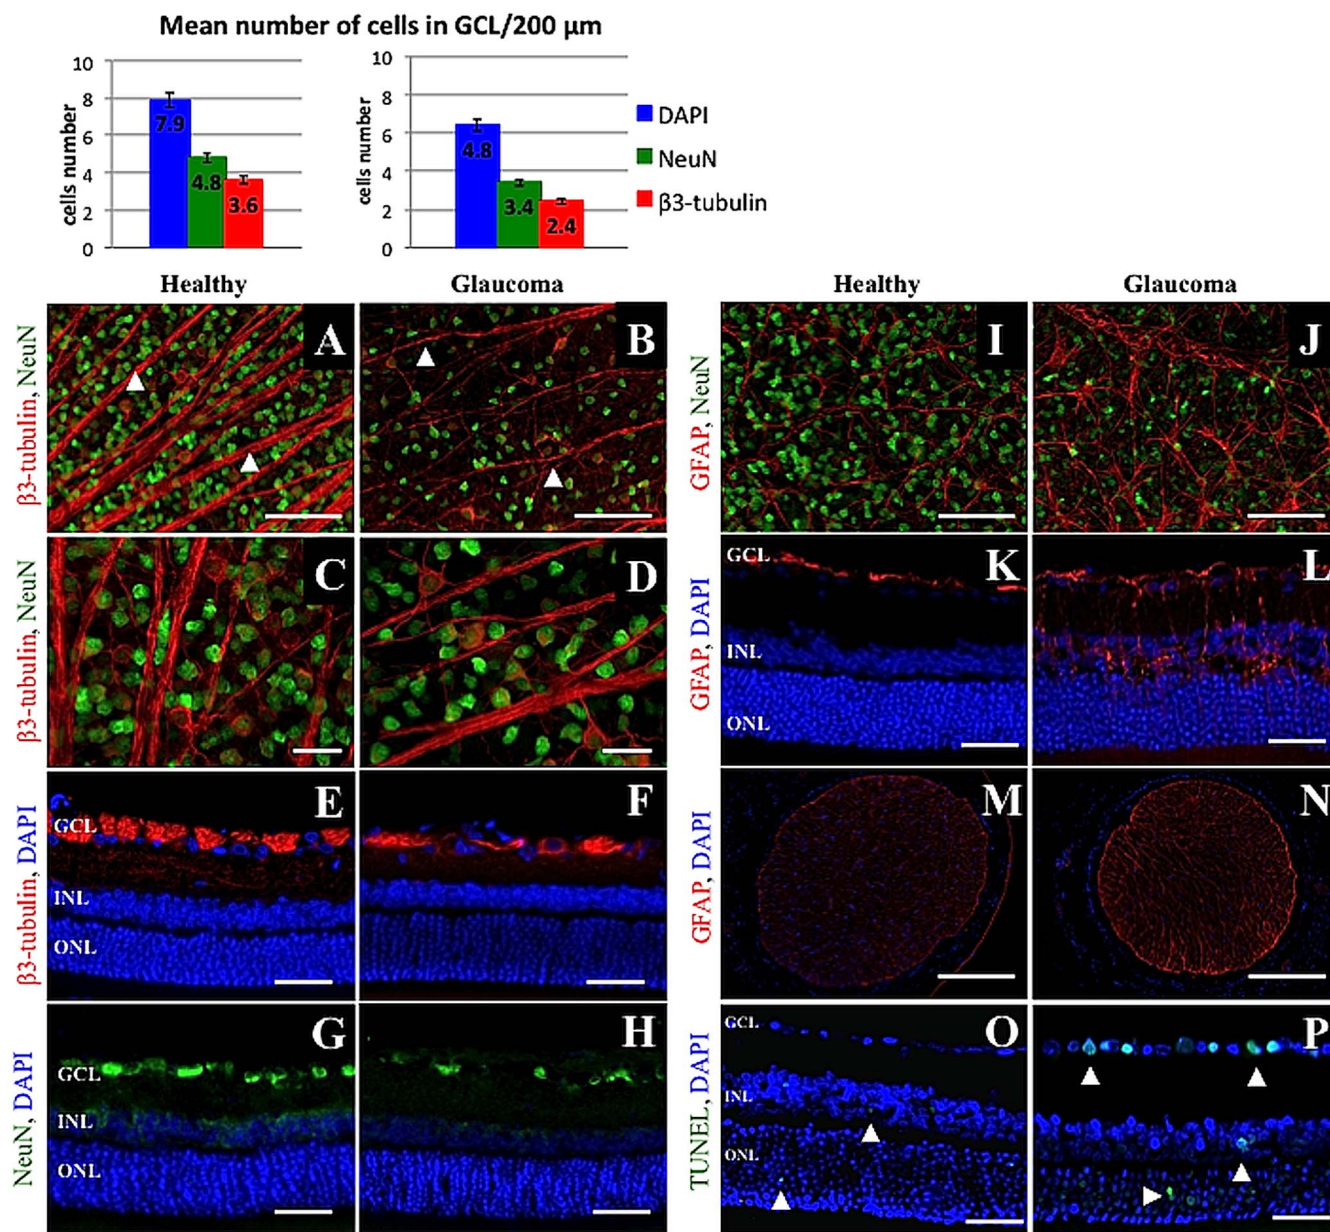 Mean number of cells in GCL/200 µm
10
8
6
4
2
0
cells number
7.9
4.8
3.6
10
8
6
4
2
0
cells number
4.8
3.4
2.4
DAPI
NeuN
β3-tubulin
Healthy
Glaucoma
Healthy
Glaucoma
β3-tubulin, NeuN
A
B
GFAP, NeuN
I
J
β3-tubulin, NeuN
C
D
GFAP, DAPI
GCL
INL
ONL
K
L
β3-tubulin, DAPI
GCL
INL
ONL
E
F
GFAP, DAPI
M
N
NeuN, DAPI
GCL
INL
ONL
G
H
TUNEL, DAPI
GCL
INL
ONL
O
P